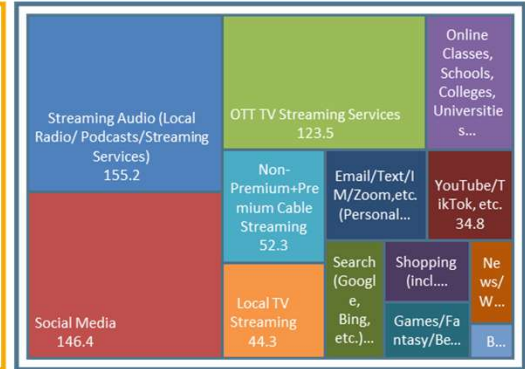 Streaming Audio (Local
Radio/ Podcasts/Streaming
Services)
155.2
Social Media
146.4
OTT TV Streaming Services
123.5
Non-
Premium+Pre
mium Cable
Streaming
52.3
Local TV
Streaming
44.3
Online
Classes,
Schools,
Colleges,
Universitie
s...
Email/Text/I
M/Zoom,etc.
(Personal...
YouTube/T
ikTok, etc.
34.8
Search
(Googl
e,
Bing,
etc.)...
Shopping
(incl....
Games/Fa
ntasy/Be...
Ne
ws/
W...
B...